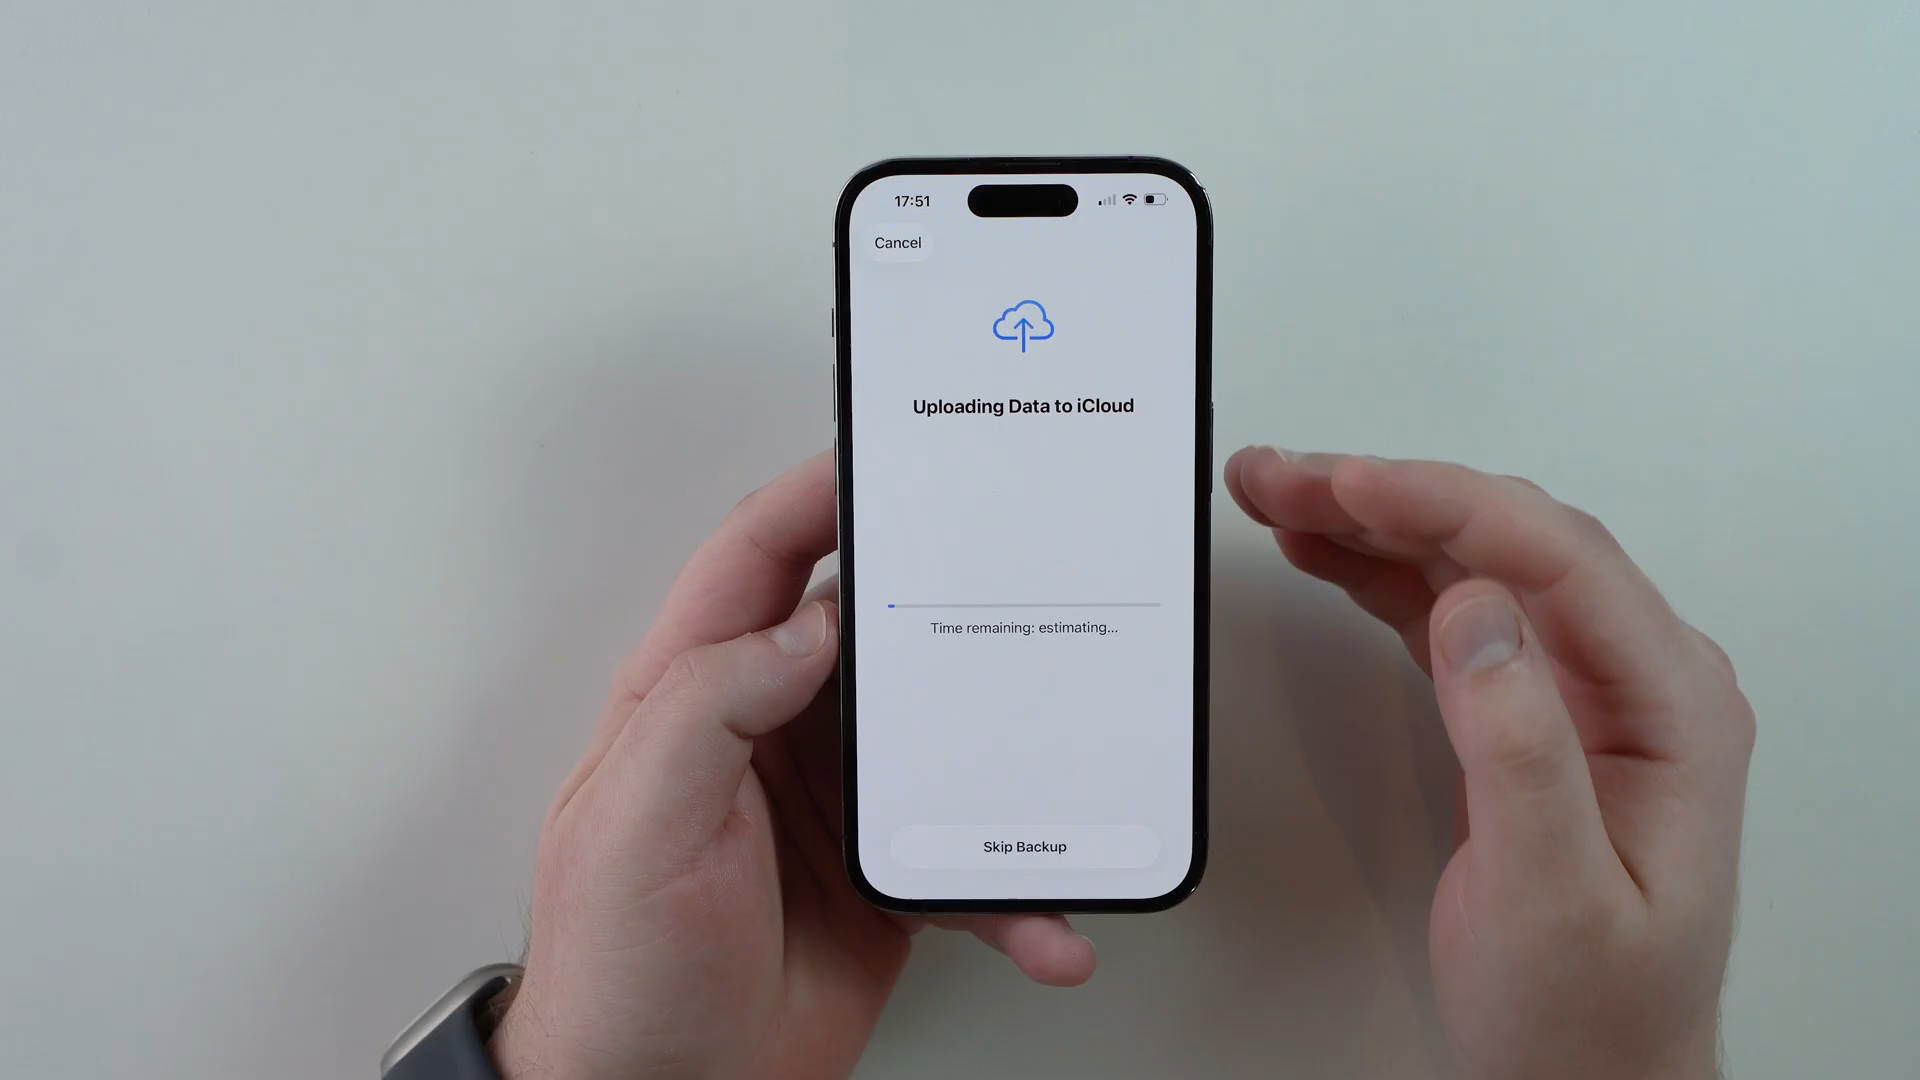 17:51
Cancel
Uploading Data to iCloud
Time remaining: estimating...
Skip Backup